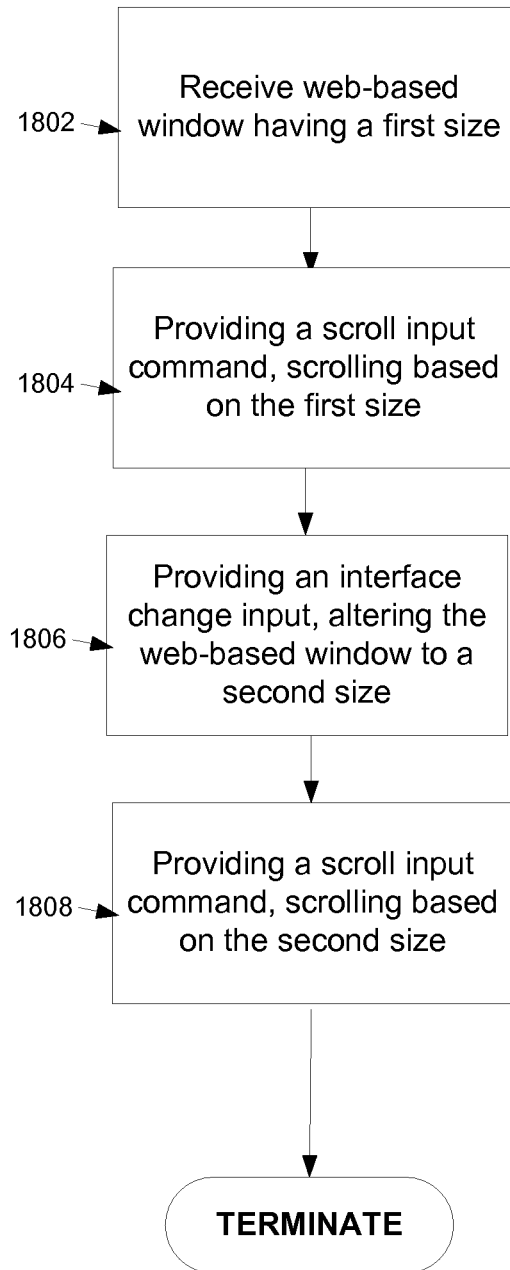 Receive web-based
1802
window having a first size
Providing a scroll input
command, scrolling based
1804
on the first size
Providing an interface
change input, altering the
1806
web-based window to a
second size
Providing a scroll input
1808
command, scrolling based
on the second size
TERMINATE